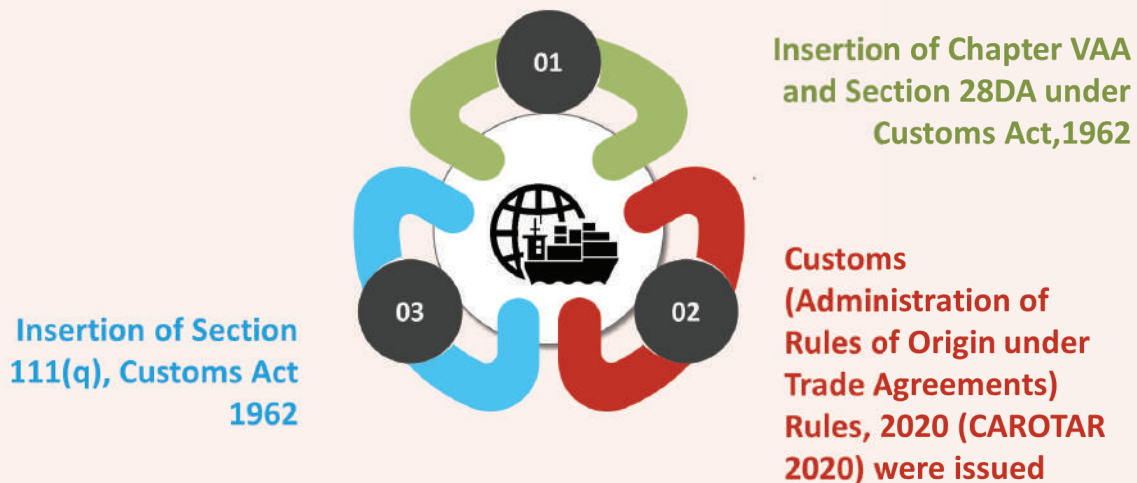 01
Insertion of Chapter VAA
and Section 28DA under
Customs Act,1962
02
Customs
(Administration of
Rules of Origin under
Trade Agreements)
Rules, 2020 (CAROTAR
2020) were issued
03
Insertion of Section
111(q), Customs Act
1962